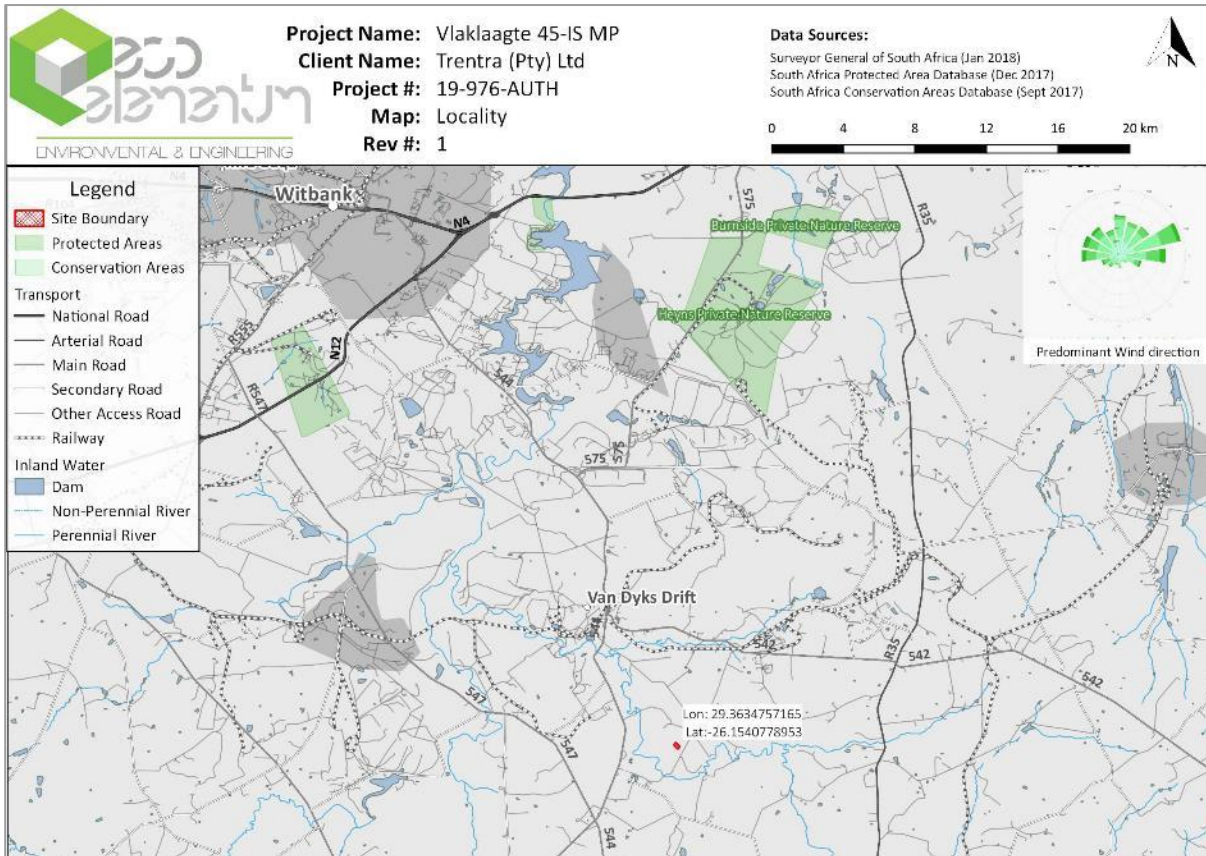 eco
elementum
ENVIRONVENTAL & ENGINEERING
Project Name: Vlaklaagte 45-IS MP
Client Name: Trentra (Pty) Ltd
Project #: 19-976-AUTH
Map: Locality
Rev #: 1
Data Sources:
Surveyor General of South Africa (Jan 2018)
South Africa Protected Area Database (Dec 2017)
South Africa Conservation Areas Database (Sept 2017)
N
0 4 8 12 16 20 km
Legend
Site Boundary
Protected Areas
Conservation Areas
Transport
National Road
Arterial Road
Main Road
Secondary Road
Other Access Road
Railway
Inland Water
Dam
Non-Perennial River
Perennial River
N4
Witbank
N4
575
R35
Burnside Private Nature Reserve
Heyns Private Nature Reserve
Predominant Wind direction
R555
N12
R547
544
575
575
Van Dyks Drift
544
542
R35
542
542
547
547
Lon: 29.3634757165
Lat:-26.1540778953
544